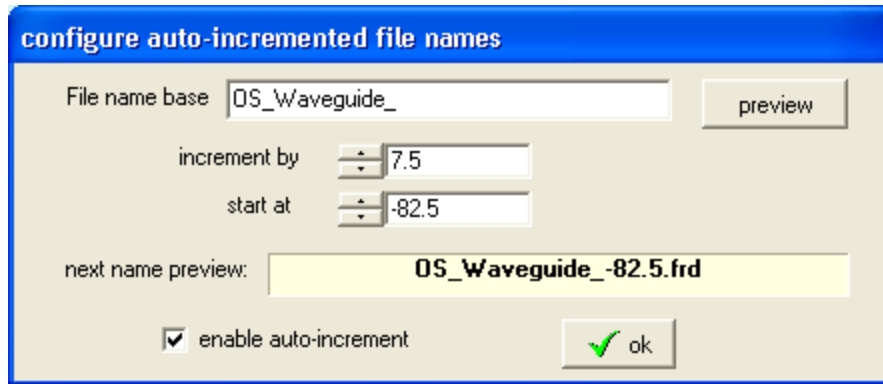 configure auto-incremented file names
File name base OS_Waveguide_ preview
increment by 7.5
start at -82.5
next name preview: OS_Waveguide_-82.5.frd
enable auto-increment ok